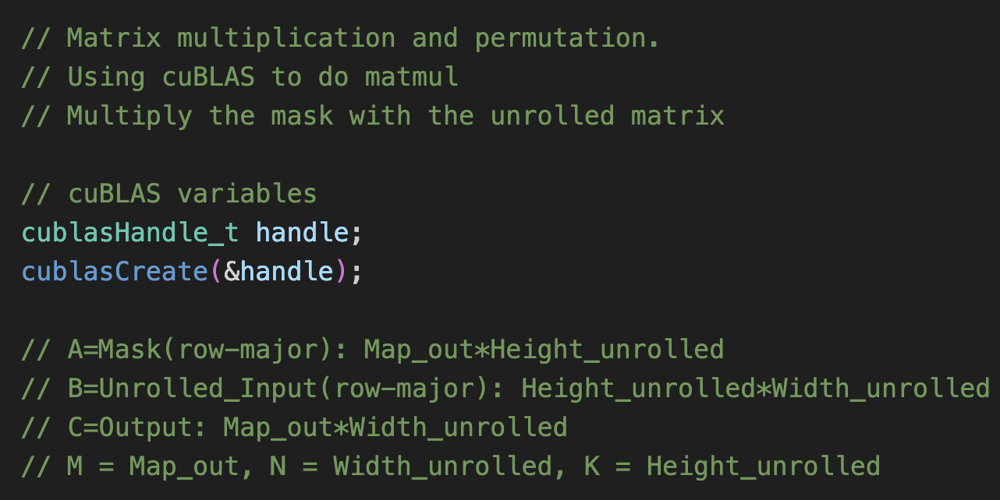 // Matrix multiplication and permutation.
// Using cuBLAS to do matmul
// Multiply the mask with the unrolled matrix
// cuBLAS variables
cublasHandle_t handle;
cublasCreate(&handle);
// A=Mask(row-major): Map_out*Height_unrolled
// B=Unrolled_Input(row-major): Height_unrolled*Width_unrolled
// C=Output: Map_out*Width_unrolled
// M = Map_out, N = Width_unrolled, K = Height_unrolled